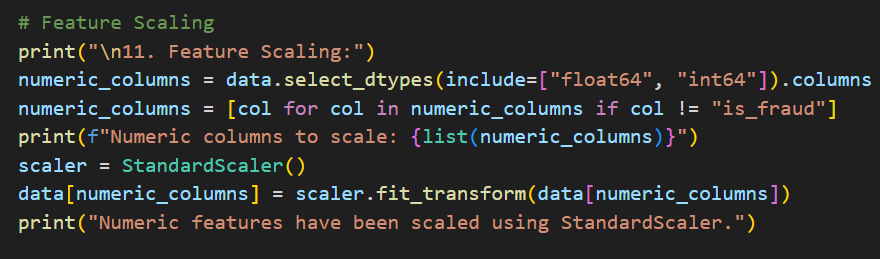 # Feature Scaling
print("\n11. Feature Scaling:")
numeric_columns = data.select_dtypes(include=["float64", "int64"]).columns
numeric_columns = [col for col in numeric_columns if col != "is_fraud"]
print(f"Numeric columns to scale: {list(numeric_columns)}")
scaler = StandardScaler()
data[numeric_columns] = scaler.fit_transform(data[numeric_columns])
print("Numeric features have been scaled using StandardScaler.")